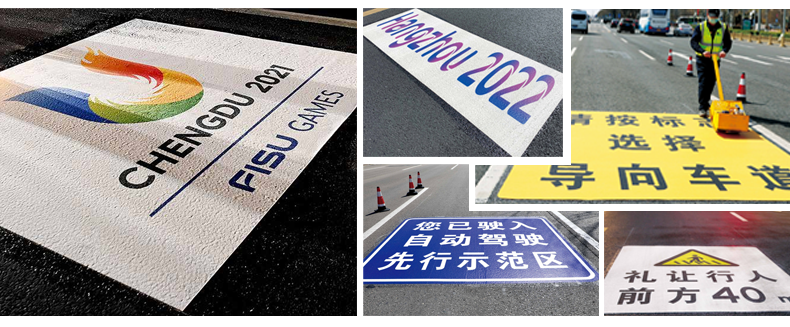 CHENGDU 2021
FISU GAMES
Hangzhou 2022
请按标志
选择
导向车道
您已驶入
自动驾驶
先行示范区
礼让行人
前方40m